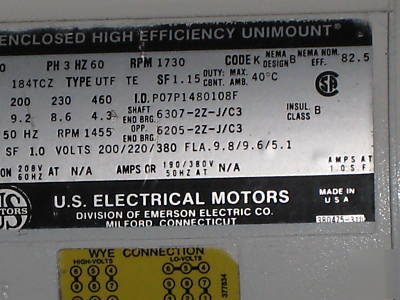 ENCLOSED HIGH EFFICIENCY UNIMOUNT®
0 PH 3 HZ 60 RPM 1730 CODE K NEMA DESIGN B NEMA NOM. EFF. 82.5
184TCZ TYPE UTF TE SF 1.15 DUTY: MAX. AMB. 40°C
200 230 460 I.D. P07P1480108F
9.2 8.6 4.3 SHAFT END BRG. 6307-2Z-J/C3 INSUL. CLASS B
50 HZ RPM 1455 OPP. END BRG. 6205-2Z-J/C3
SF 1.0 VOLTS 200/220/380 FLA.9.8/9.6/5.1
ON 208V 60HZ AT N/A AMPS OR 190/380V 50HZ AT N/A AMPS AT 1.0 S.F.
US
MOTORS
U.S. ELECTRICAL MOTORS
DIVISION OF EMERSON ELECTRIC CO.
MILFORD, CONNECTICUT
MADE IN
U S A
WYE CONNECTION
HIGH-VOLTS LO-VOLTS
377834